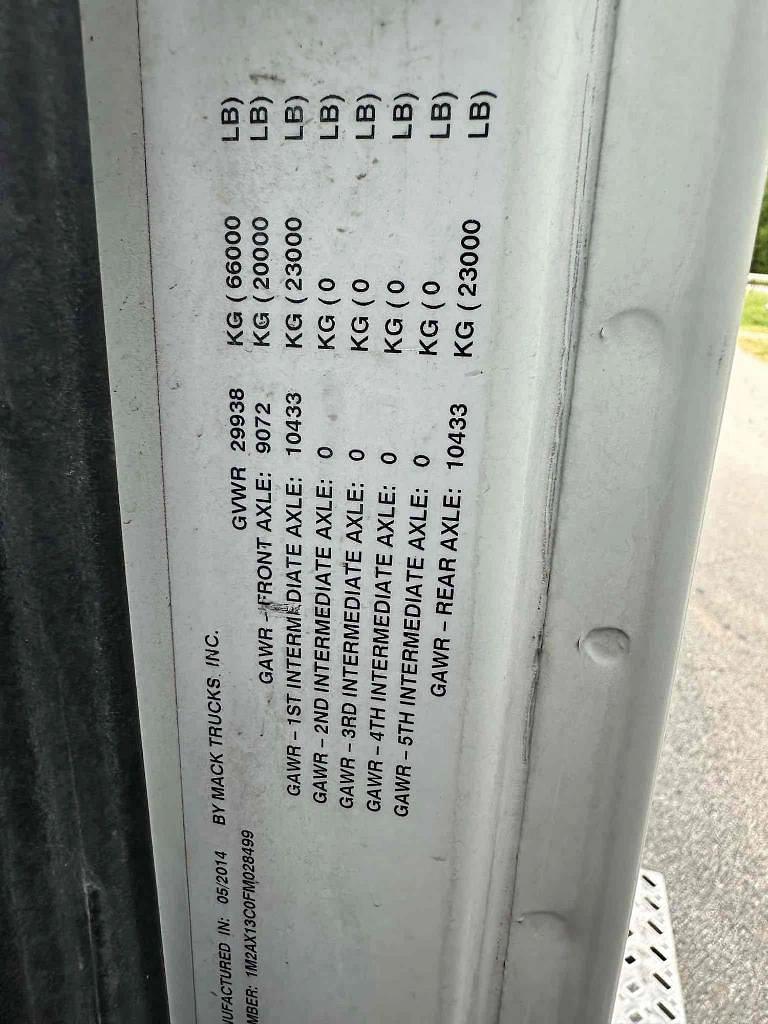 UFACTURED IN: 05/2014 BY MACK TRUCKS, INC.
MBER: 1M2AX13C0FM028499
GVWR 29938 KG ( 66000 LB)
GAWR – FRONT AXLE: 9072 KG ( 20000 LB)
GAWR – 1ST INTERMEDIATE AXLE: 10433 KG ( 23000 LB)
GAWR – 2ND INTERMEDIATE AXLE: 0 KG ( 0 LB)
GAWR – 3RD INTERMEDIATE AXLE: 0 KG ( 0 LB)
GAWR – 4TH INTERMEDIATE AXLE: 0 KG ( 0 LB)
GAWR – 5TH INTERMEDIATE AXLE: 0 KG ( 0 LB)
GAWR – REAR AXLE: 10433 KG ( 23000 LB)